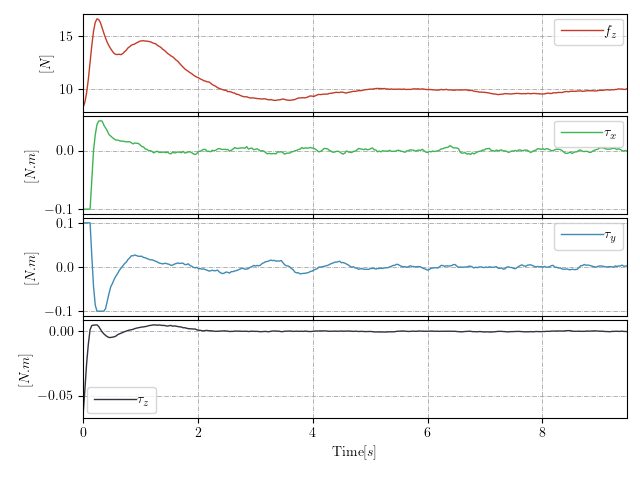 15
10
[N]
f_z
0.0
−0.1
[N.m]
τ_x
0.1
0.0
−0.1
[N.m]
τ_y
0.00
−0.05
[N.m]
τ_z
0 2 4 6 8
Time[s]